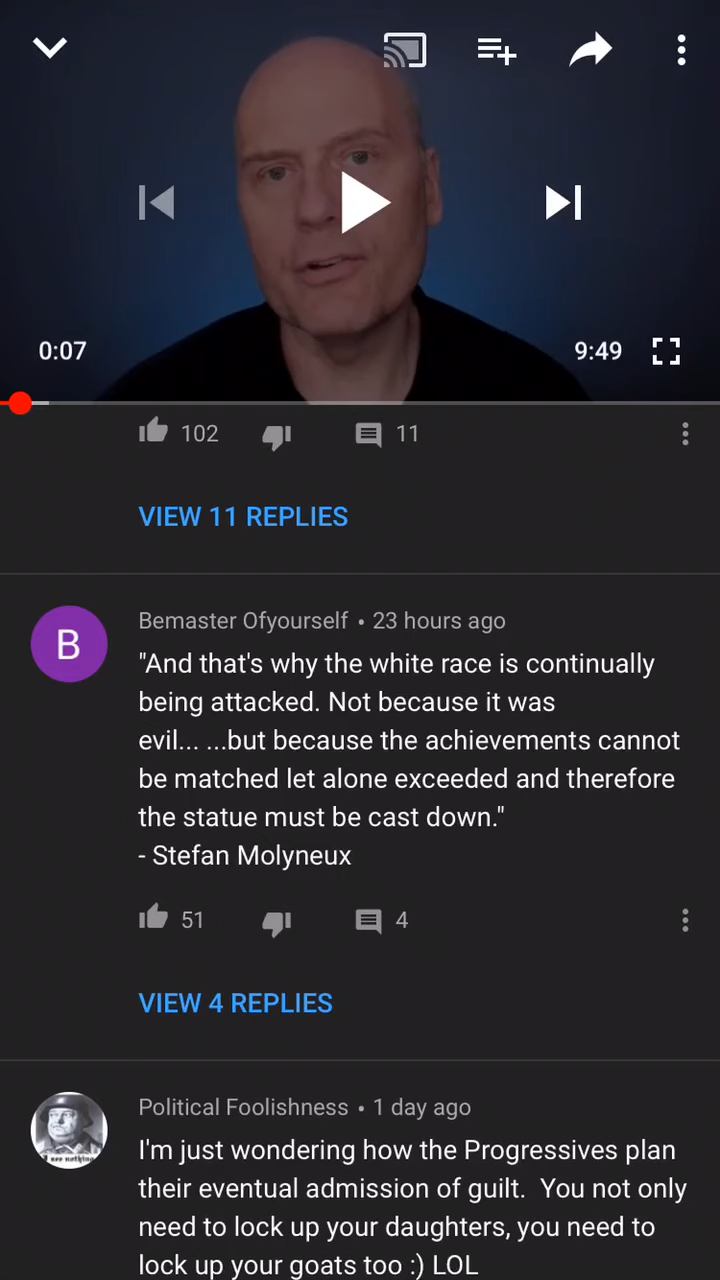 0:07
9:49
102
11
VIEW 11 REPLIES
B
Bemaster Ofyourself • 23 hours ago
"And that's why the white race is continually
being attacked. Not because it was
evil... ...but because the achievements cannot
be matched let alone exceeded and therefore
the statue must be cast down."
- Stefan Molyneux
51
4
VIEW 4 REPLIES
Political Foolishness • 1 day ago
I see nothing
I'm just wondering how the Progressives plan
their eventual admission of guilt.  You not only
need to lock up your daughters, you need to
lock up your goats too :) LOL